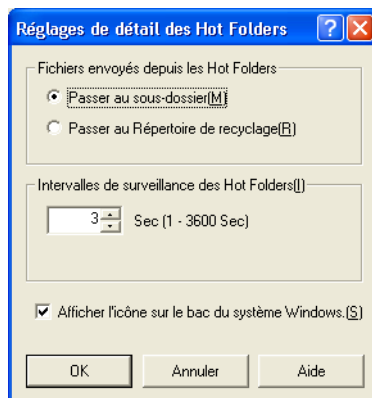 Réglages de détail des Hot Folders
Fichiers envoyés depuis les Hot Folders
Passer au sous-dossier(M)
Passer au Répertoire de recyclage(R)
Intervalles de surveillance des Hot Folders(I)
3 Sec (1 - 3600 Sec)
Afficher l'icône sur le bac du système Windows.(S)
OK Annuler Aide